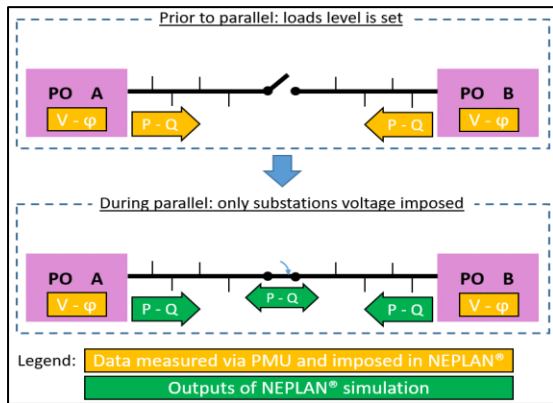 Prior to parallel: loads level is set
PO A
PO B
V - φ
P - Q
P - Q
V - φ
During parallel: only substations voltage imposed
PO A
P - Q
PO B
V - φ
P - Q
P - Q
V - φ
Legend:
Data measured via PMU and imposed in NEPLAN®
Outputs of NEPLAN® simulation